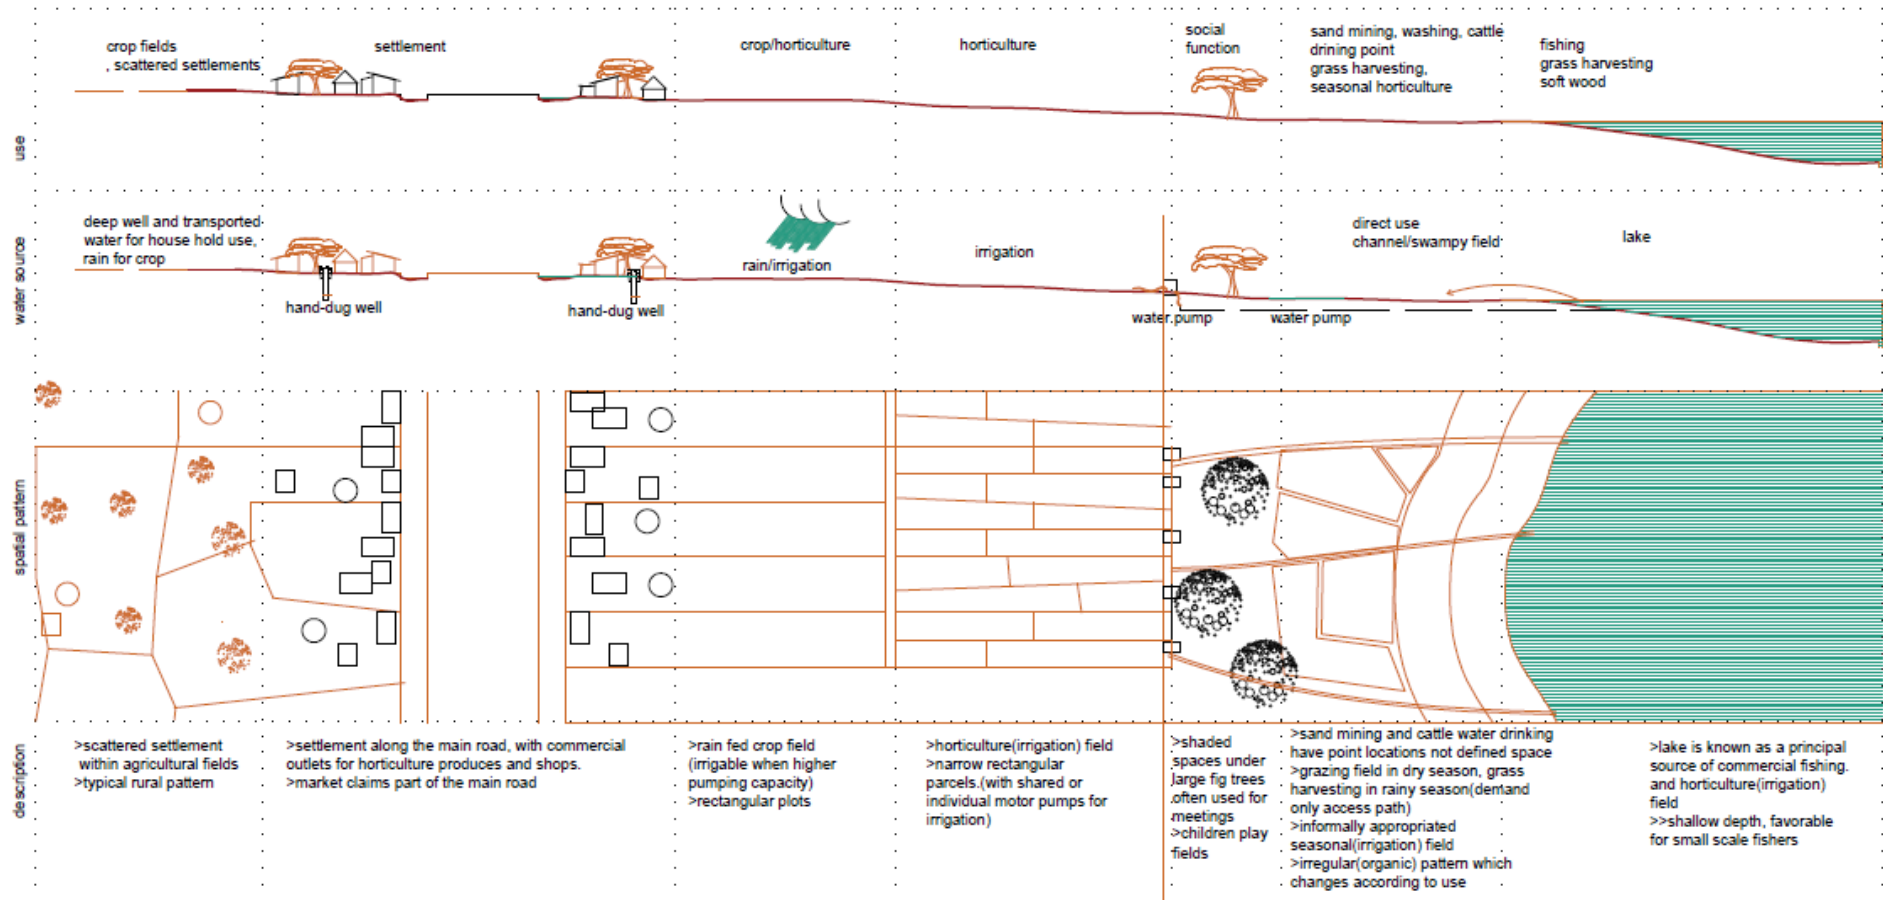 use
crop fields
, scattered settlements
settlement
crop/horticulture
horticulture
social
function
sand mining, washing, cattle
drining point
grass harvesting,
seasonal horticulture
fishing
grass harvesting
soft wood
water source
deep well and transported
water for house hold use,
rain for crop
hand-dug well
hand-dug well
rain/irrigation
irrigation
water pump
water pump
direct use
channel/swampy field
lake
spatial pattern
description
>scattered settlement
within agricultural fields
>typical rural pattern
>settlement along the main road, with commercial
outlets for horticulture produces and shops.
>market claims part of the main road
>rain fed crop field
(irrigable when higher
pumping capacity)
>rectangular plots
>horticulture(irrigation) field
>narrow rectangular
parcels.(with shared or
individual motor pumps for
irrigation)
>shaded
spaces under
large fig trees
often used for
meetings
>children play
fields
>sand mining and cattle water drinking
have point locations not defined space
>grazing field in dry season, grass
harvesting in rainy season(demand
only access path)
>informally appropriated
seasonal(irrigation) field
>irregular(organic) pattern which
changes according to use
>lake is known as a principal
source of commercial fishing.
and horticulture(irrigation)
field
>>shallow depth, favorable
for small scale fishers